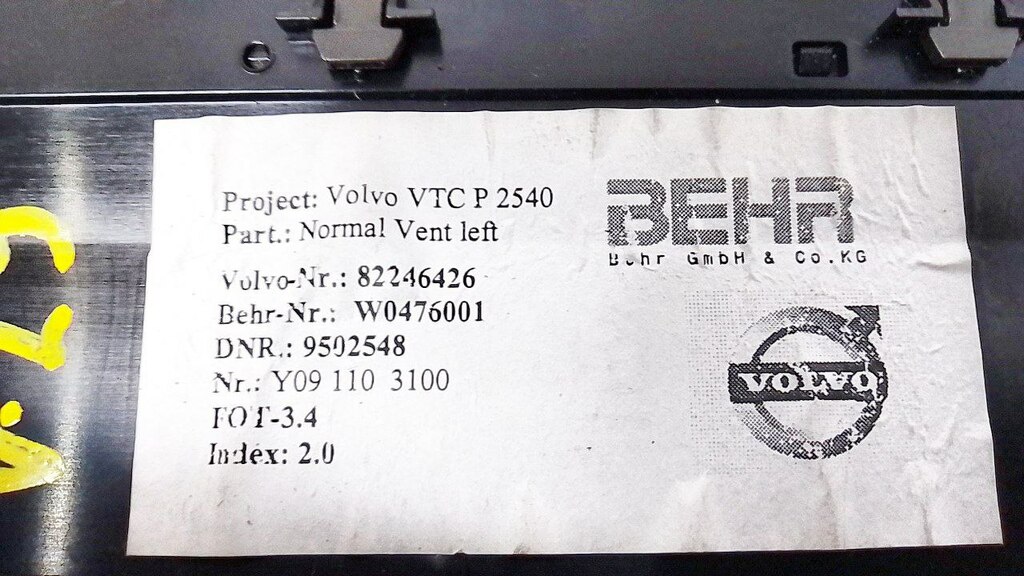 Project: Volvo VTC P 2540
Part.: Normal Vent left
Volvo-Nr.: 82246426
Behr-Nr.: W0476001
DNR.: 9502548
Nr.: Y09 110 3100
FOT-3.4
Index: 2.0
BEHR
Behr GmbH & Co.KG
VOLVO